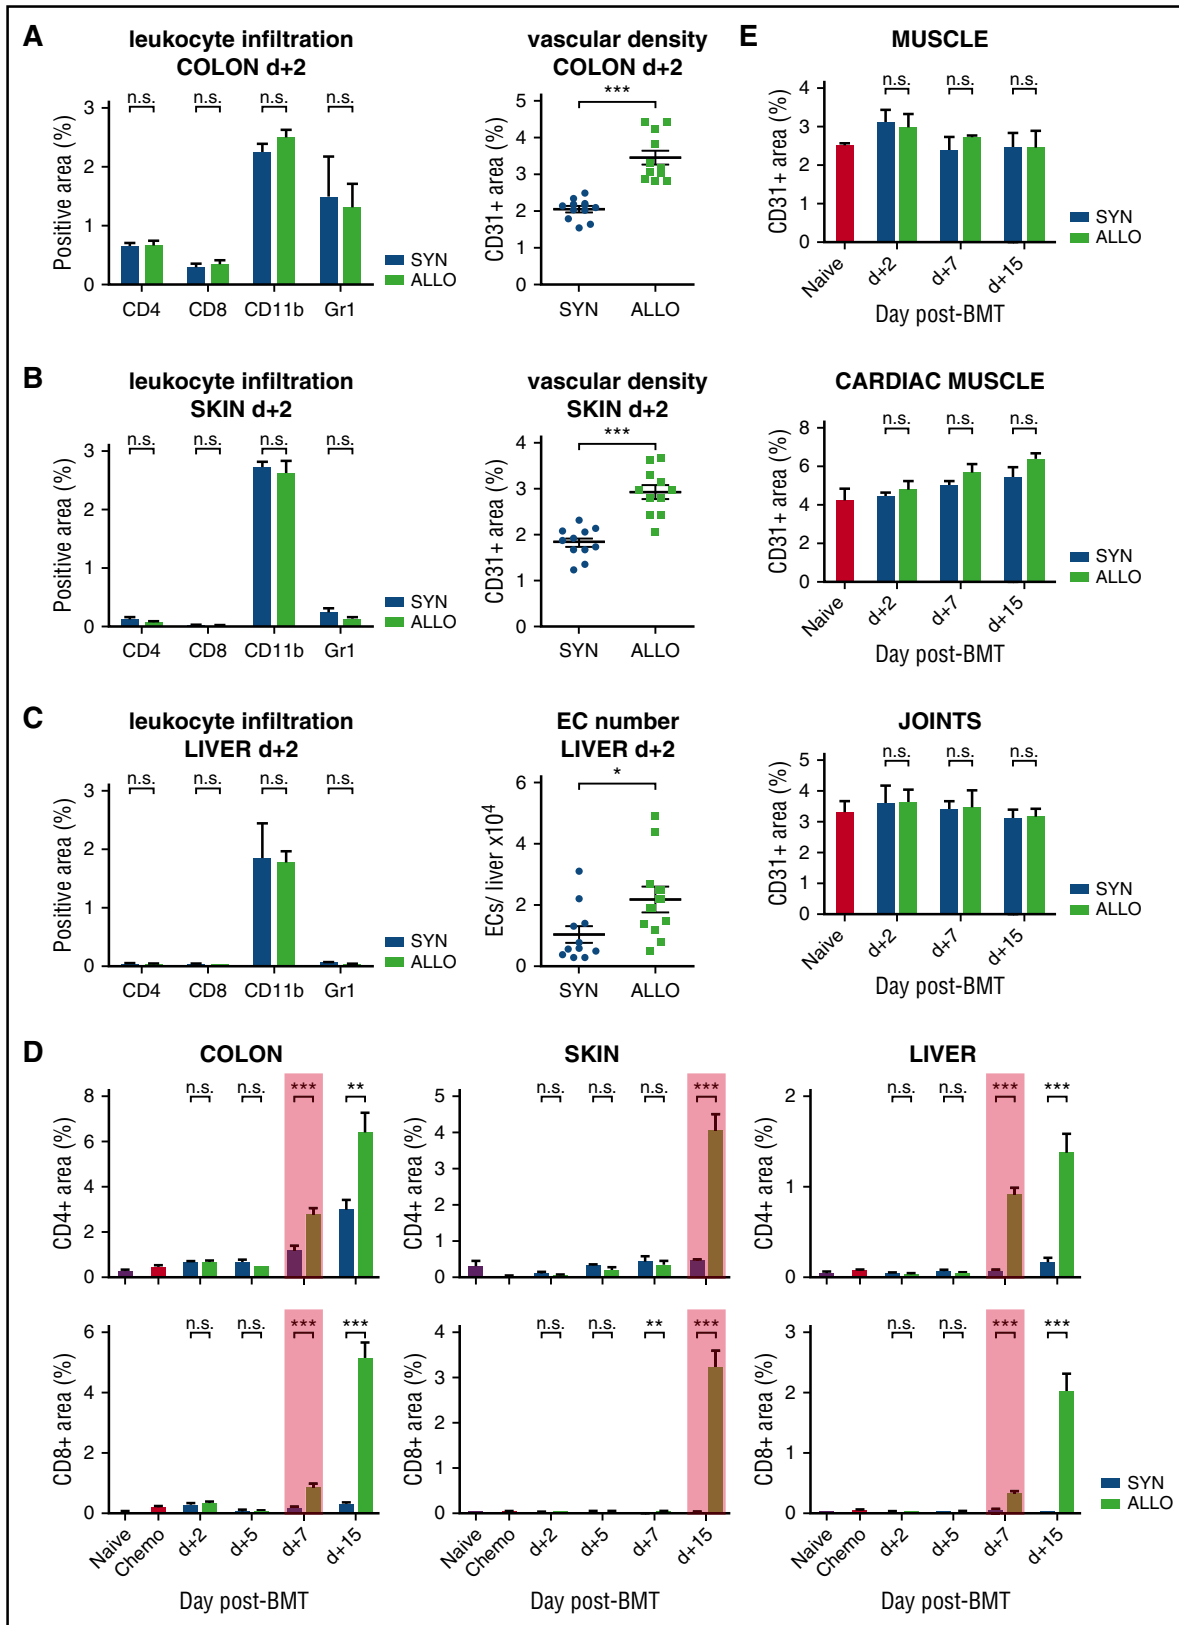 A
leukocyte infiltration
COLON d+2
n.s. n.s. n.s. n.s.
Positive area (%)
3
2
1
0
CD4 CD8 CD11b Gr1
SYN
ALLO
vascular density
COLON d+2
***
CD31+ area (%)
5
4
3
2
1
0
SYN ALLO
E
MUSCLE
n.s. n.s. n.s.
CD31+ area (%)
4
3
2
1
0
Naive d+2 d+7 d+15
Day post-BMT
SYN
ALLO
B
leukocyte infiltration
SKIN d+2
n.s. n.s. n.s. n.s.
Positive area (%)
3
2
1
0
CD4 CD8 CD11b Gr1
SYN
ALLO
vascular density
SKIN d+2
***
CD31+ area (%)
4
3
2
1
0
SYN ALLO
CARDIAC MUSCLE
n.s. n.s. n.s.
CD31+ area (%)
8
6
4
2
0
Naive d+2 d+7 d+15
Day post-BMT
SYN
ALLO
C
leukocyte infiltration
LIVER d+2
n.s. n.s. n.s. n.s.
Positive area (%)
3
2
1
0
CD4 CD8 CD11b Gr1
SYN
ALLO
EC number
LIVER d+2
*
ECs/ liver x10⁴
6
4
2
0
SYN ALLO
JOINTS
n.s. n.s. n.s.
CD31+ area (%)
5
4
3
2
1
0
Naive d+2 d+7 d+15
Day post-BMT
SYN
ALLO
D
COLON
n.s. n.s. *** **
CD4+ area (%)
8
6
4
2
0
SKIN
n.s. n.s. n.s. ***
CD4+ area (%)
5
4
3
2
1
0
LIVER
n.s. n.s. *** ***
CD4+ area (%)
2
1
0
n.s. n.s. *** ***
CD8+ area (%)
6
4
2
0
Naive Chemo d+2 d+5 d+7 d+15
Day post-BMT
n.s. n.s. ** ***
CD8+ area (%)
4
3
2
1
0
Naive Chemo d+2 d+5 d+7 d+15
Day post-BMT
n.s. n.s. *** ***
CD8+ area (%)
3
2
1
0
Naive Chemo d+2 d+5 d+7 d+15
Day post-BMT
SYN
ALLO